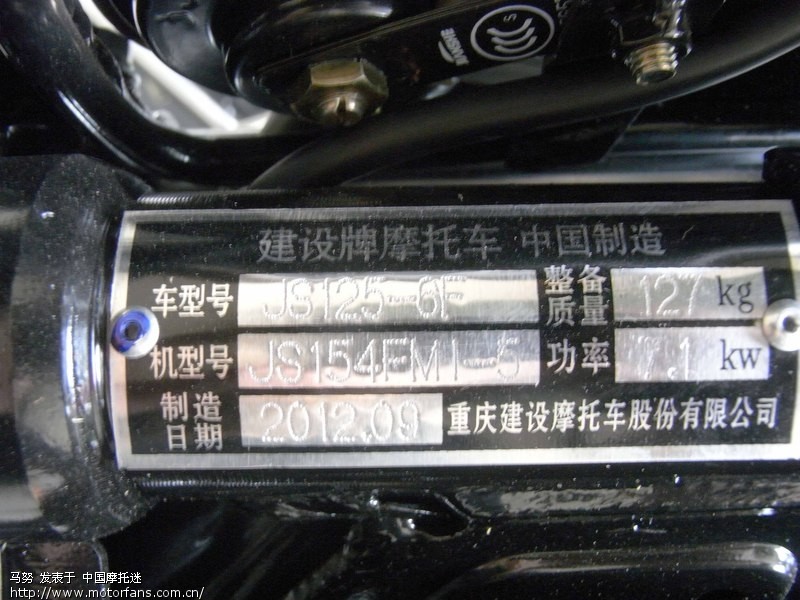 建设牌摩托车 中国制造
车型号 JS125-6F 整备质量 127 kg
机型号 JS154FMI-5 功率 7.1 kw
制造日期 2012.09 重庆建设摩托车股份有限公司
马努 发表于 中国摩托迷
http://www.motorfans.com.cn/